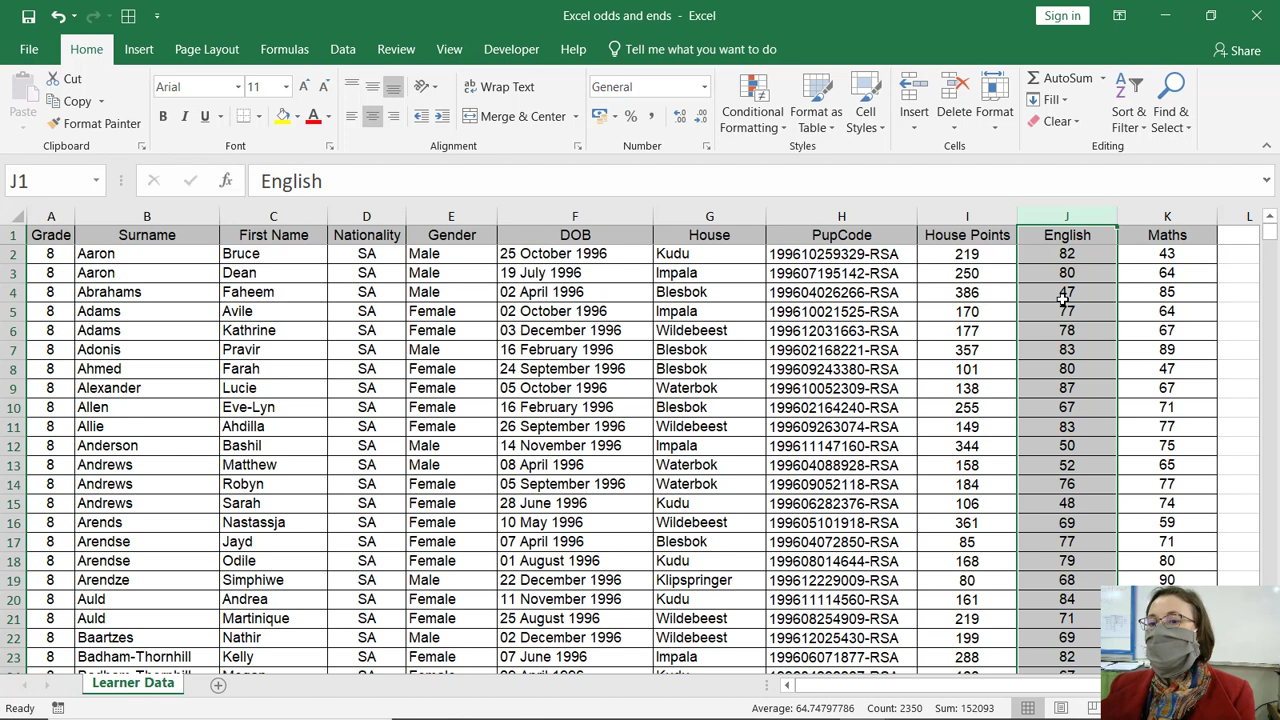 Excel odds and ends - Excel
Sign in
File Home Insert Page Layout Formulas Data Review View Developer Help Tell me what you want to do Share
Paste Cut Copy Format Painter Clipboard
Arial 11 B I U A Font
Wrap Text Merge & Center Alignment
General % Number
Conditional Formatting Format as Table Cell Styles Styles
Insert Delete Format Cells
AutoSum Fill Clear Sort & Filter Find & Select Editing
J1 fx English
A B C D E F G H I J K L
1 Grade Surname First Name Nationality Gender DOB House PupCode House Points English Maths
2 8 Aaron Bruce SA Male 25 October 1996 Kudu 199610259329-RSA 219 82 43
3 8 Aaron Dean SA Male 19 July 1996 Impala 199607195142-RSA 250 80 64
4 8 Abrahams Faheem SA Male 02 April 1996 Blesbok 199604026266-RSA 386 47 85
5 8 Adams Avile SA Female 02 October 1996 Impala 199610021525-RSA 170 77 64
6 8 Adams Kathrine SA Female 03 December 1996 Wildebeest 199612031663-RSA 177 78 67
7 8 Adonis Pravir SA Male 16 February 1996 Blesbok 199602168221-RSA 357 83 89
8 8 Ahmed Farah SA Female 24 September 1996 Blesbok 199609243380-RSA 101 80 47
9 8 Alexander Lucie SA Female 05 October 1996 Waterbok 199610052309-RSA 138 87 67
10 8 Allen Eve-Lyn SA Female 16 February 1996 Blesbok 199602164240-RSA 255 67 71
11 8 Allie Ahdilla SA Female 26 September 1996 Blesbok 199609263074-RSA 149 83 77
12 8 Anderson Bashil SA Male 14 November 1996 Impala 199611147160-RSA 344 50 75
13 8 Andrews Matthew SA Male 08 April 1996 Waterbok 199604088928-RSA 158 52 65
14 8 Andrews Robyn SA Female 05 September 1996 Waterbok 199609052118-RSA 184 76 77
15 8 Andrews Sarah SA Female 28 June 1996 Kudu 199606282376-RSA 106 48 74
16 8 Arends Nastassja SA Female 10 May 1996 Wildebeest 199605101918-RSA 361 69 59
17 8 Arendse Jayd SA Female 07 April 1996 Blesbok 199604072850-RSA 85 77 71
18 8 Arendse Odile SA Female 01 August 1996 Kudu 199608014644-RSA 168 79 80
19 8 Arendze Simphiwe SA Male 22 December 1996 Klipspringer 199612229009-RSA 80 68 90
20 8 Auld Andrea SA Female 11 November 1996 Kudu 199611114560-RSA 161 84
21 8 Auld Martinique SA Female 25 August 1996 Wildebeest 199608254909-RSA 219 71
22 8 Baartzes Nathir SA Male 02 December 1996 Wildebeest 199612025430-RSA 199 69
23 8 Badham-Thornhill Kelly SA Female 07 June 1996 Impala 199606071877-RSA 288 82
Learner Data
Ready Average: 64.74797786 Count: 2350 Sum: 152093